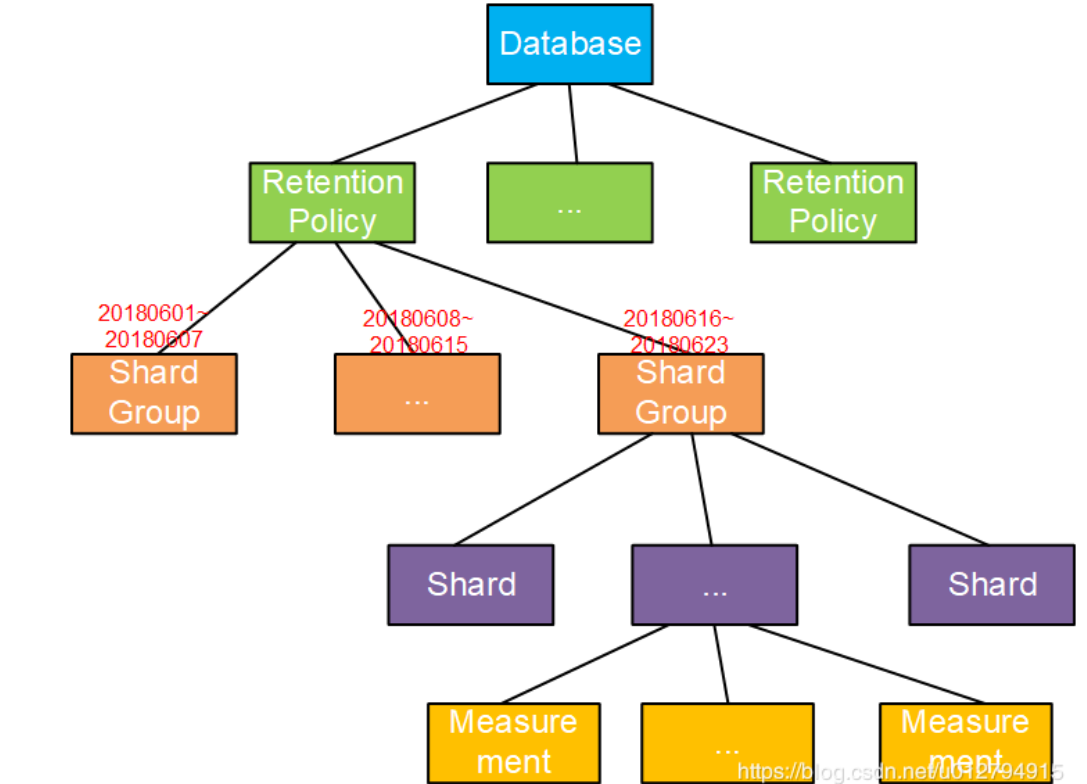 Database
Retention
Policy
...
Retention
Policy
20180601~
20180607
20180608~
20180615
20180616~
20180623
Shard
Group
...
Shard
Group
Shard
...
Shard
Measure
ment
...
Measure
ment
https://blog.csdn.net/u012794915